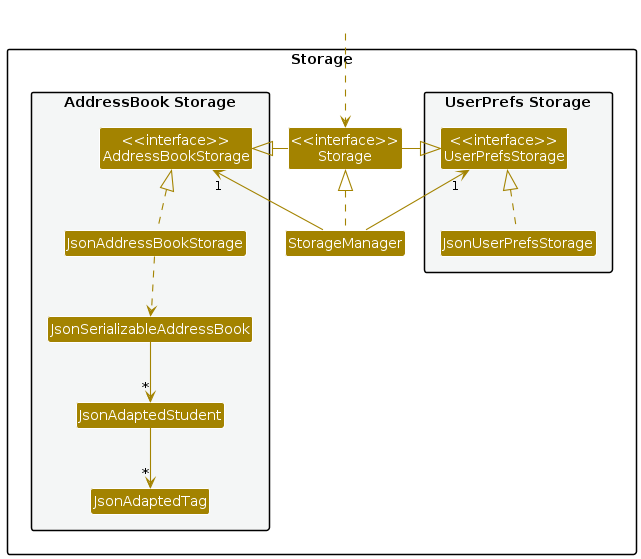 Storage
AddressBook Storage
UserPrefs Storage
<<interface>>
AddressBookStorage
<<interface>>
Storage
<<interface>>
UserPrefsStorage
1
1
JsonAddressBookStorage
StorageManager
JsonUserPrefsStorage
JsonSerializableAddressBook
*
JsonAdaptedStudent
*
JsonAdaptedTag